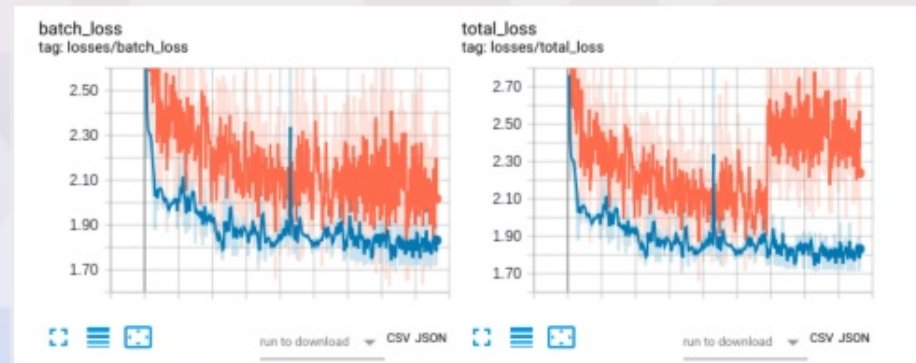 batch_loss
tag: losses/batch_loss
2.50
2.30
2.10
1.90
1.70
run to download
CSV JSON
total_loss
tag: losses/total_loss
2.70
2.50
2.30
2.10
1.90
1.70
run to download
CSV JSON